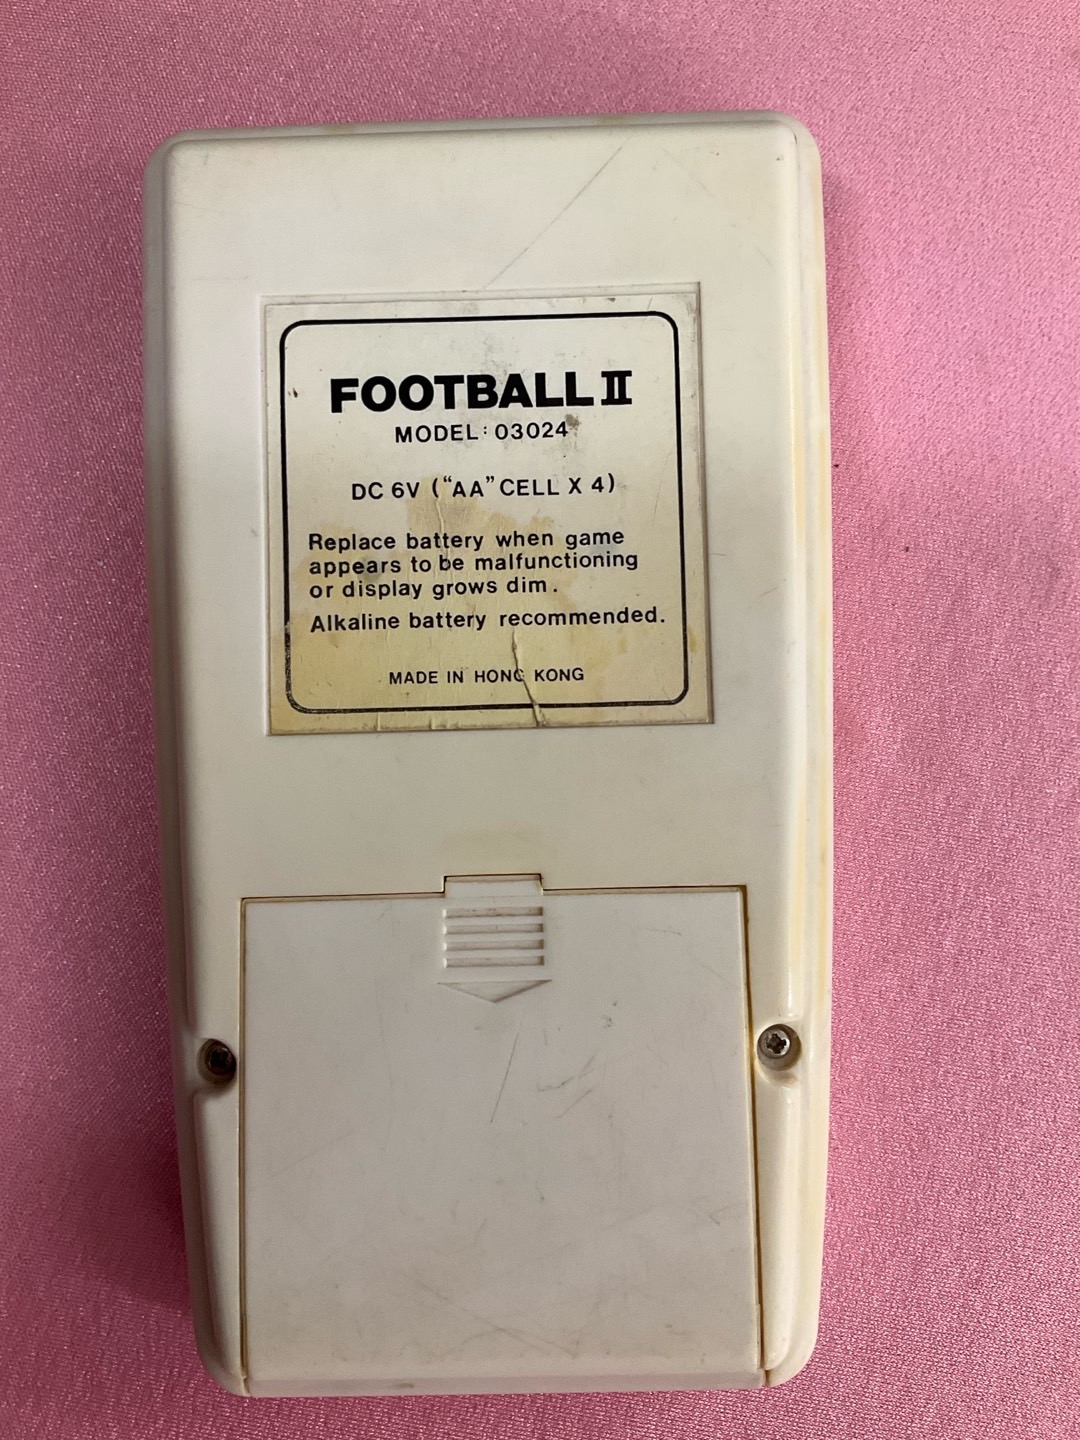 FOOTBALL II
MODEL: 03024
DC 6V (“AA” CELL X 4)
Replace battery when game
appears to be malfunctioning
or display grows dim.
Alkaline battery recommended.
MADE IN HONG KONG